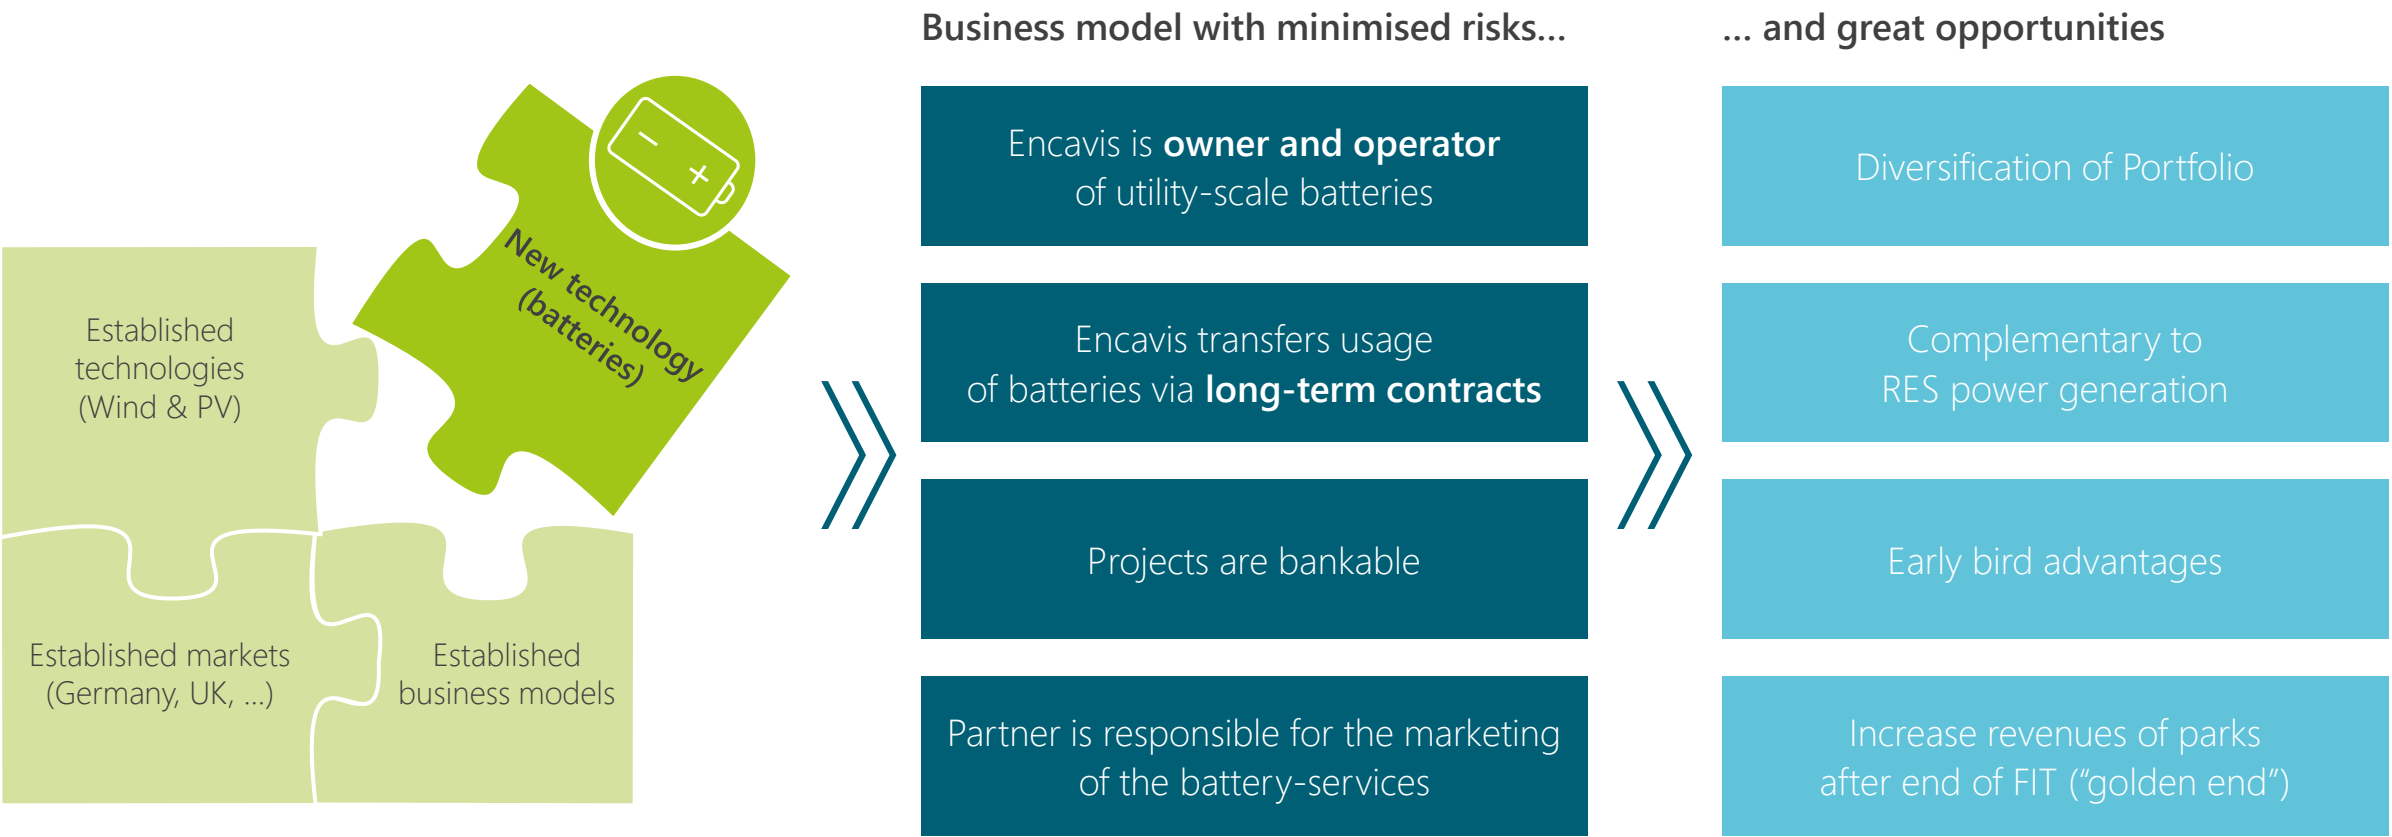 Business model with minimised risks...
... and great opportunities
New technology
(batteries)
Established
technologies
(Wind & PV)
Established markets
(Germany, UK, ...)
Established
business models
Encavis is owner and operator
of utility-scale batteries
Encavis transfers usage
of batteries via long-term contracts
Projects are bankable
Partner is responsible for the marketing
of the battery-services
Diversification of Portfolio
Complementary to
RES power generation
Early bird advantages
Increase revenues of parks
after end of FIT (“golden end”)